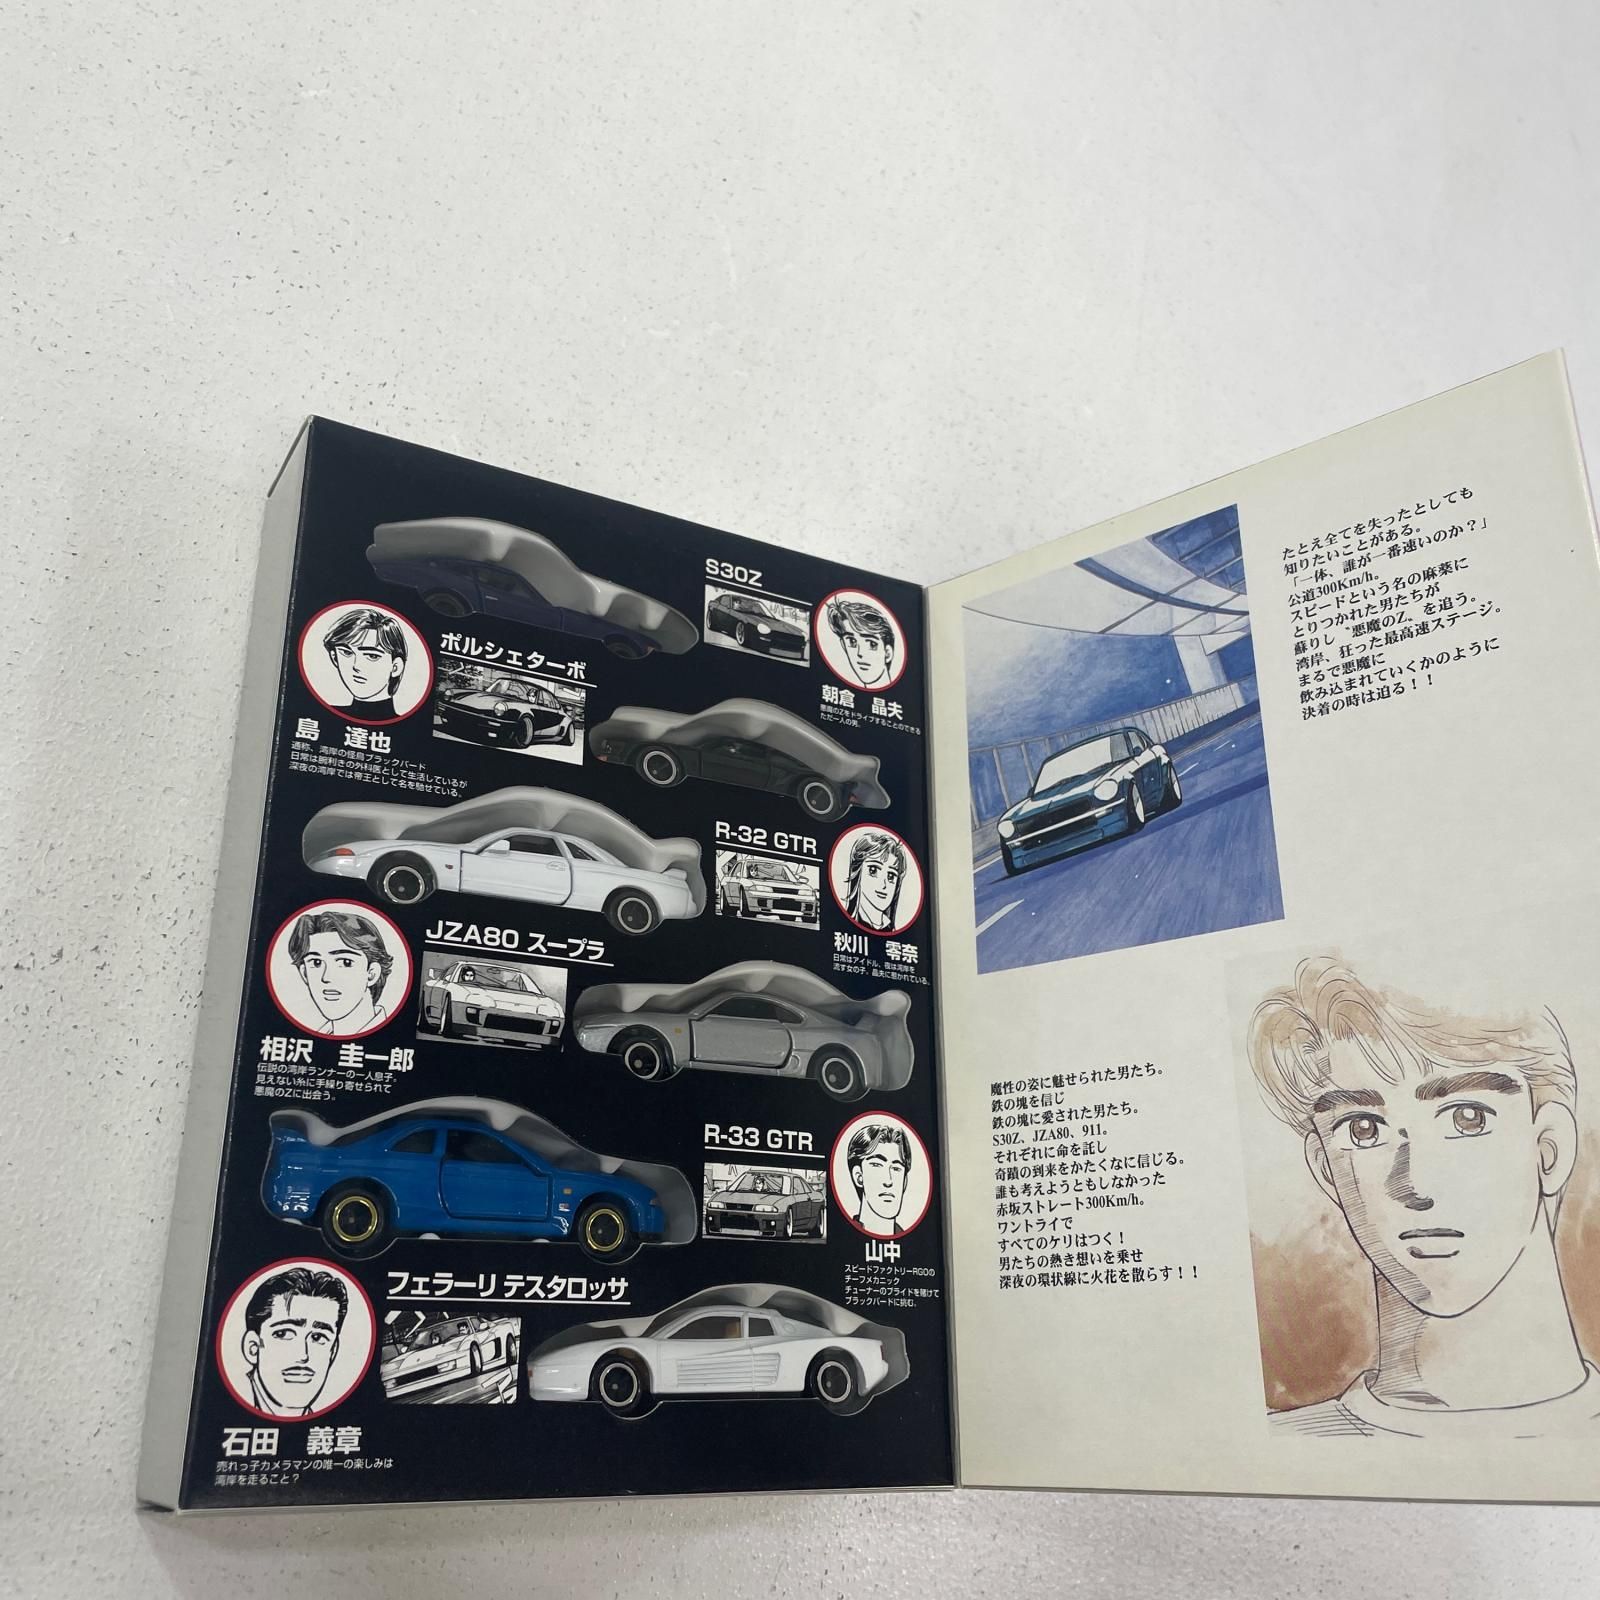 S30Z
朝倉 晶夫
悪魔のZをドライブすることのできる
ただ一人の男。
ポルシェターボ
島 達也
通称、湾岸の怪鳥ブラックバード
日常は腕利きの外科医として生活しているが
深夜の湾岸では帝王として名を馳せている。
R-32 GTR
秋川 零奈
日常はアイドル、夜は湾岸を
流す女の子。晶夫に惹かれている。
JZA80 スープラ
相沢 圭一郎
伝説の湾岸ランナーの一人息子。
見えない糸に手繰り寄せられて
悪魔のZに出会う。
R-33 GTR
山中
スピードファクトリーRGOの
チーフメカニック
チューナーのプライドを賭けて
ブラックバードに挑む。
フェラーリ テスタロッサ
石田 義章
売れっ子カメラマンの唯一の楽しみは
湾岸を走ること？
たとえ全てを失ったとしても
知りたいことがある。
「一体、誰が一番速いのか？」
公道300Km/h。
スピードという名の麻薬に
とりつかれた男たちが
蘇りし〝悪魔のZ〟を追う。
湾岸、狂った最高速ステージ。
まるで悪魔に
飲み込まれていくかのように
決着の時は迫る！！
魔性の姿に魅せられた男たち。
鉄の塊を信じ
鉄の塊に愛された男たち。
S30Z、JZA80、911。
それぞれに命を託し
奇蹟の到来をかたくなに信じる。
誰も考えようともしなかった
赤坂ストレート300Km/h。
ワントライで
すべてのケリはつく！
男たちの熱き想いを乗せ
深夜の環状線に火花を散らす！！